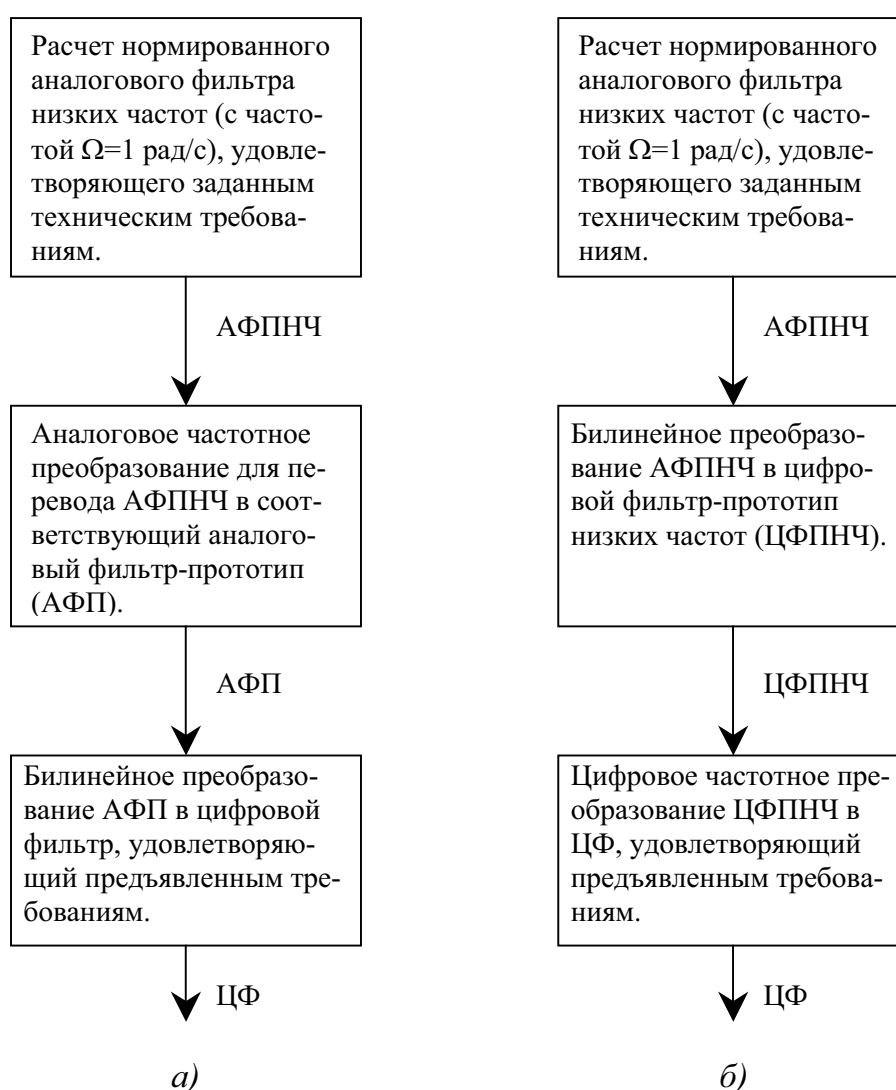 Расчет нормированного
аналогового фильтра
низких частот (с часто-
той Ω=1 рад/с), удовле-
творяющего заданным
техническим требова-
ниям.
АФПНЧ
Аналоговое частотное
преобразование для пе-
ревода АФПНЧ в соот-
ветствующий аналого-
вый фильтр-прототип
(АФП).
АФП
Билинейное преобразо-
вание АФП в цифровой
фильтр, удовлетворяю-
щий предъявленным тре-
бованиям.
ЦФ
а)
Расчет нормированного
аналогового фильтра
низких частот (с часто-
той Ω=1 рад/с), удовле-
творяющего заданным
техническим требова-
ниям.
АФПНЧ
Билинейное преобразо-
вание АФПНЧ в цифро-
вой фильтр-прототип
низких частот (ЦФПНЧ).
ЦФПНЧ
Цифровое частотное пре-
образование ЦФПНЧ в
ЦФ, удовлетворяющий
предъявленным требова-
ниям.
ЦФ
б)